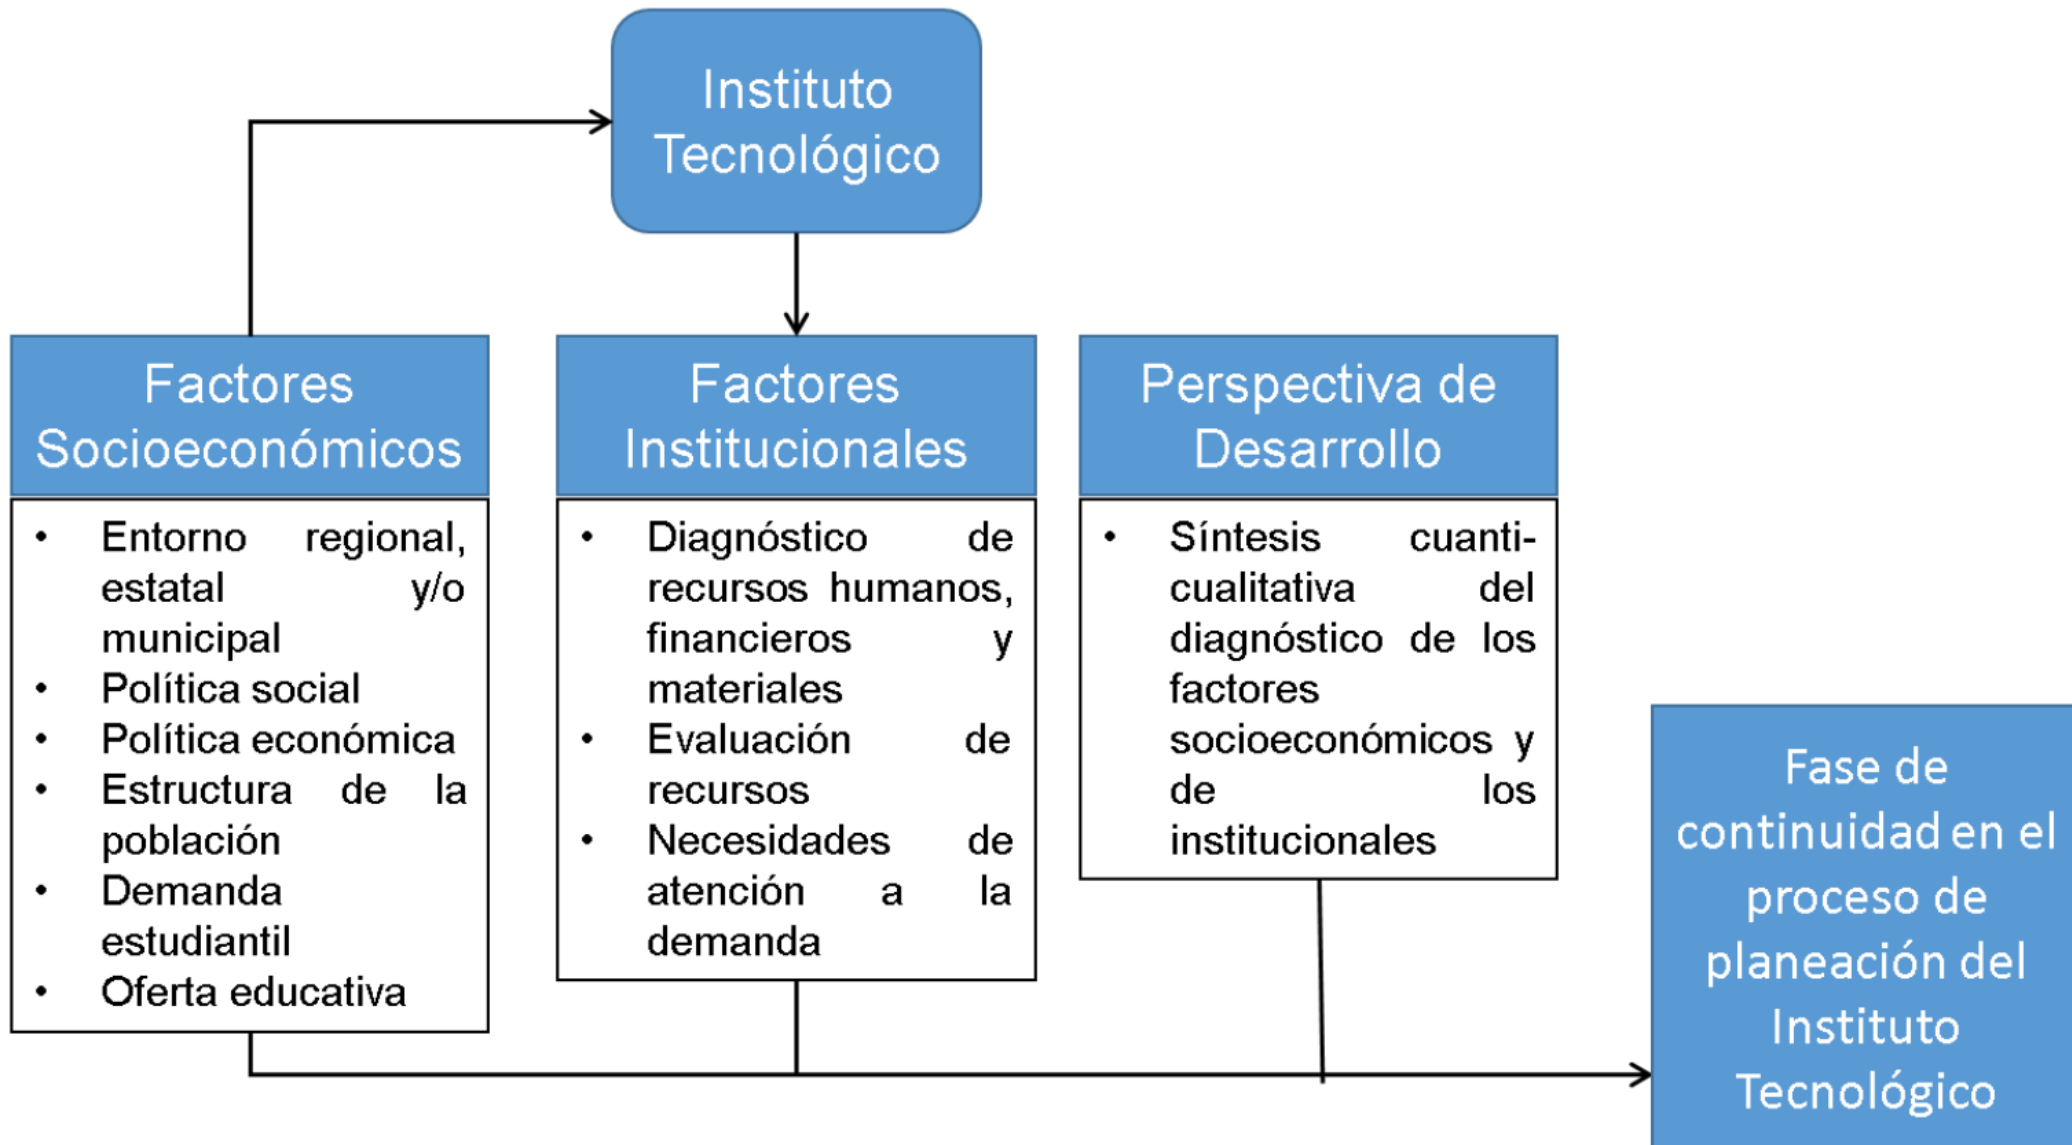 Instituto
Tecnológico
Factores
Socioeconómicos
• Entorno regional,
estatal y/o
municipal
• Política social
• Política económica
• Estructura de la
población
• Demanda
estudiantil
• Oferta educativa
Factores
Institucionales
• Diagnóstico de
recursos humanos,
financieros y
materiales
• Evaluación de
recursos
• Necesidades de
atención a la
demanda
Perspectiva de
Desarrollo
• Síntesis cuanti-
cualitativa del
diagnóstico de los
factores
socioeconómicos y
de los
institucionales
Fase de
continuidad en el
proceso de
planeación del
Instituto
Tecnológico